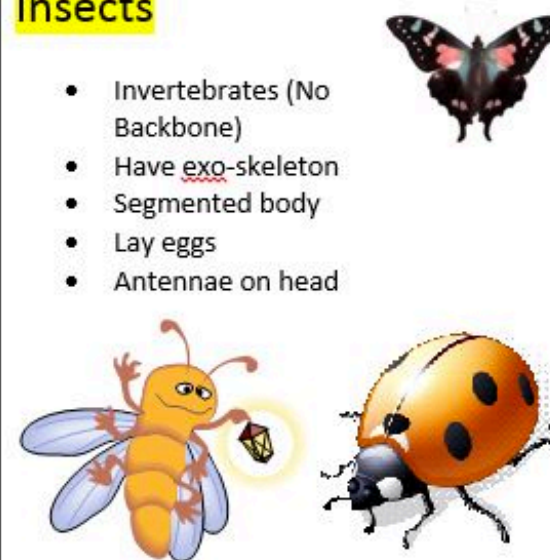 Insects
• Invertebrates (No
Backbone)
• Have exo-skeleton
• Segmented body
• Lay eggs
• Antennae on head